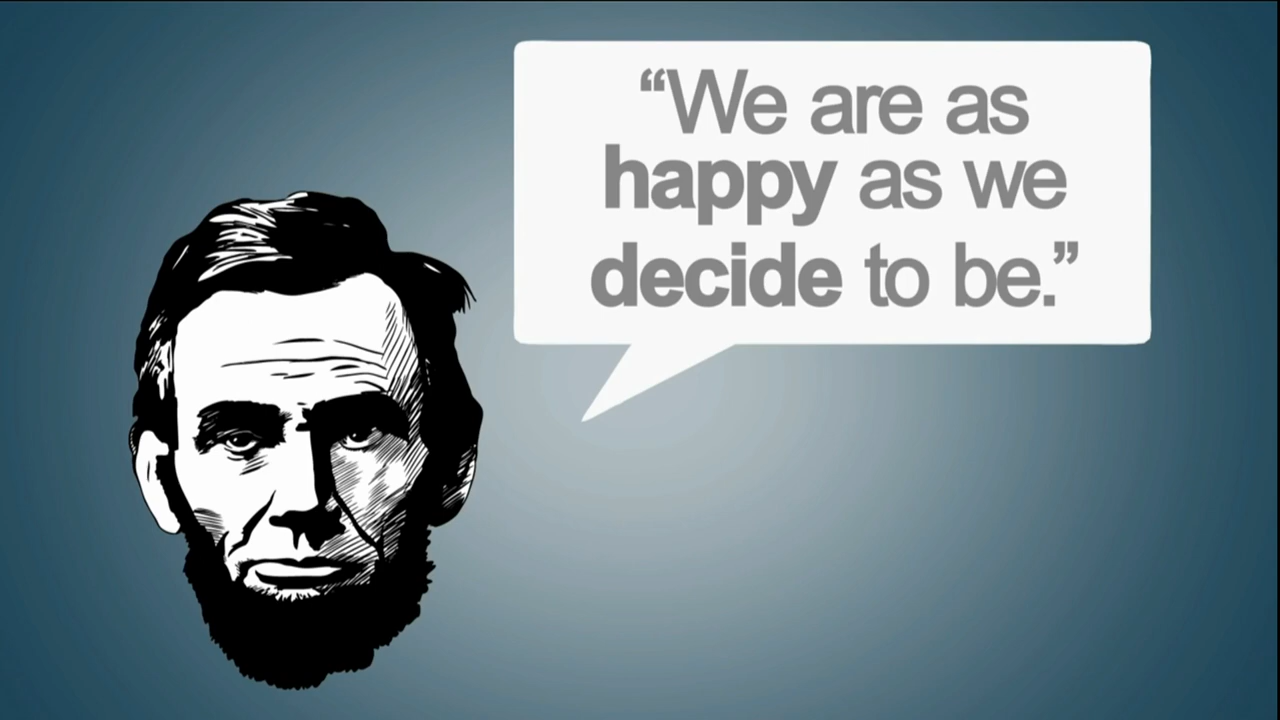 “We are as
happy as we
decide to be.”